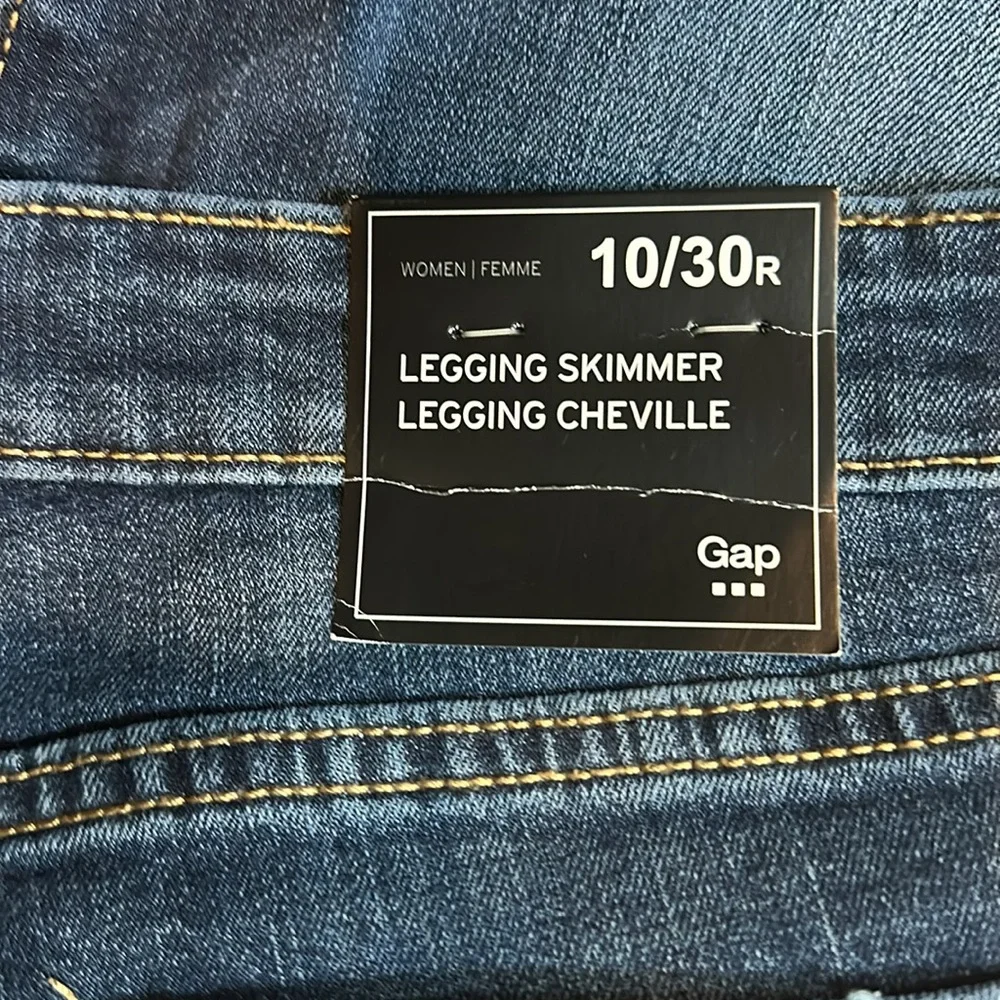 WOMEN | FEMME 10/30R
LEGGING SKIMMER
LEGGING CHEVILLE
Gap